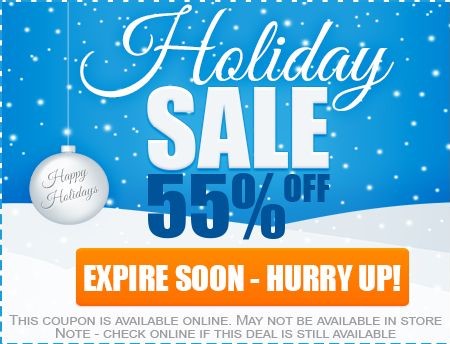 Holiday
SALE
55% OFF
Happy
Holidays
EXPIRE SOON - HURRY UP!
THIS COUPON IS AVAILABLE ONLINE. MAY NOT BE AVAILABLE IN STORE
NOTE - CHECK ONLINE IF THIS DEAL IS STILL AVAILABLE